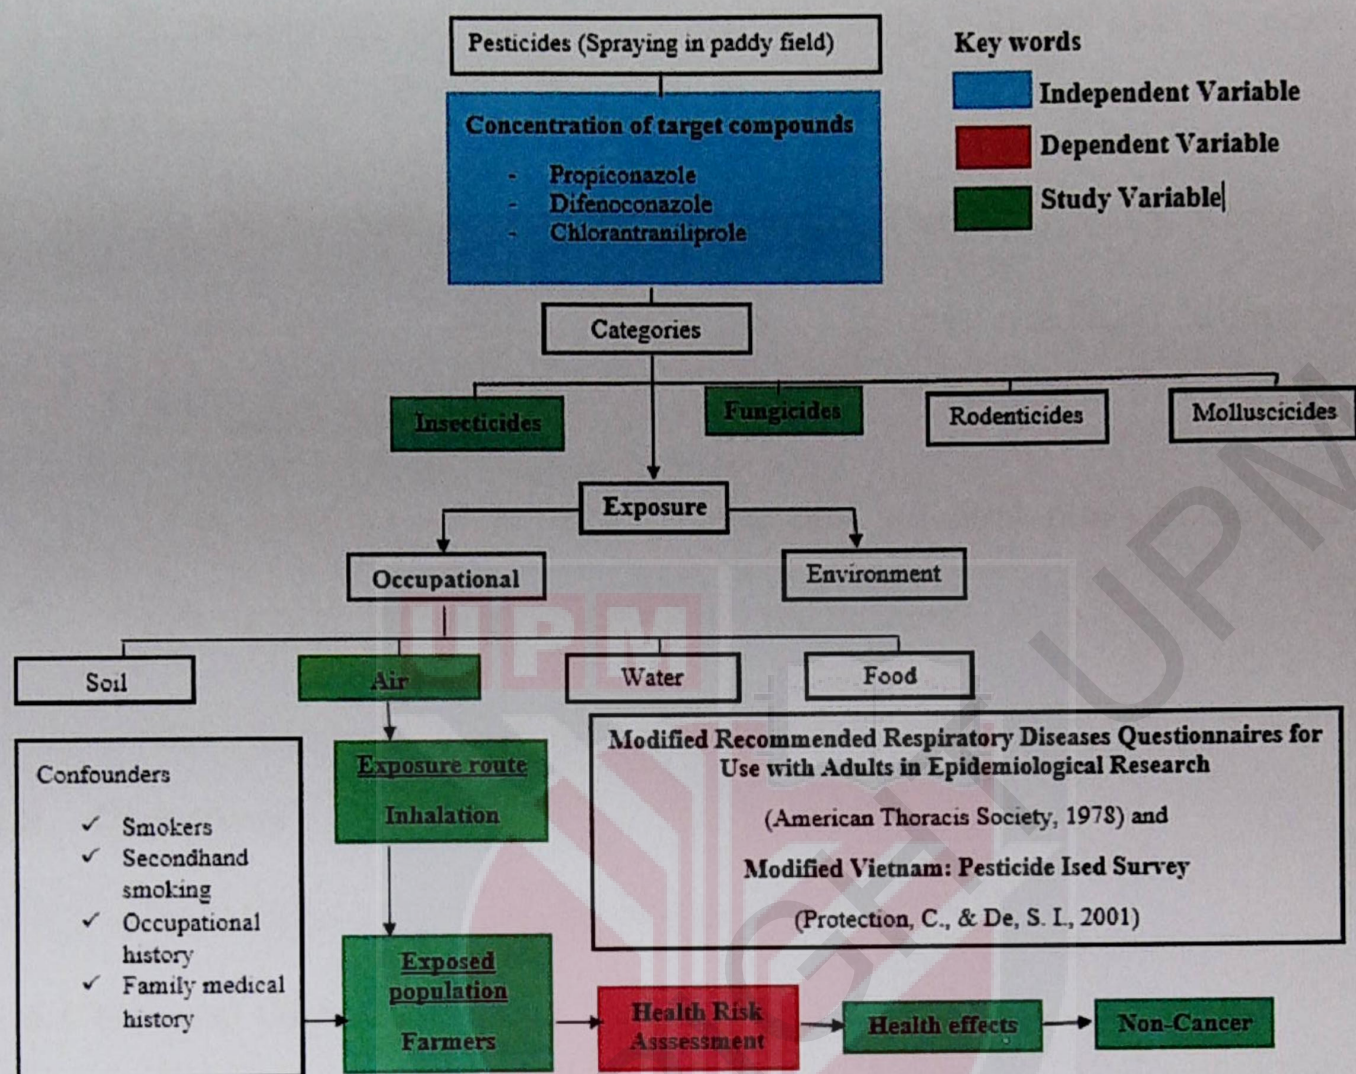 Pesticides (Spraying in paddy field)
Key words
Independent Variable
Dependent Variable
Study Variable
Concentration of target compounds
- Propiconazole
- Difenoconazole
- Chlorantraniliprole
Categories
Insecticides
Fungicides
Rodenticides
Molluscicides
Exposure
Occupational
Environment
Soil
Air
Water
Food
Confounders
✓ Smokers
✓ Secondhand
smoking
✓ Occupational
history
✓ Family medical
history
Exposure route
Inhalation
Modified Recommended Respiratory Diseases Questionnaires for
Use with Adults in Epidemiological Research
(American Thoracis Society, 1978) and
Modified Vietnam: Pesticide Ised Survey
(Protection, C., & De, S. I., 2001)
Exposed
population
Farmers
Health Risk
Asssessment
Health effects
Non-Cancer
UPM
UPM